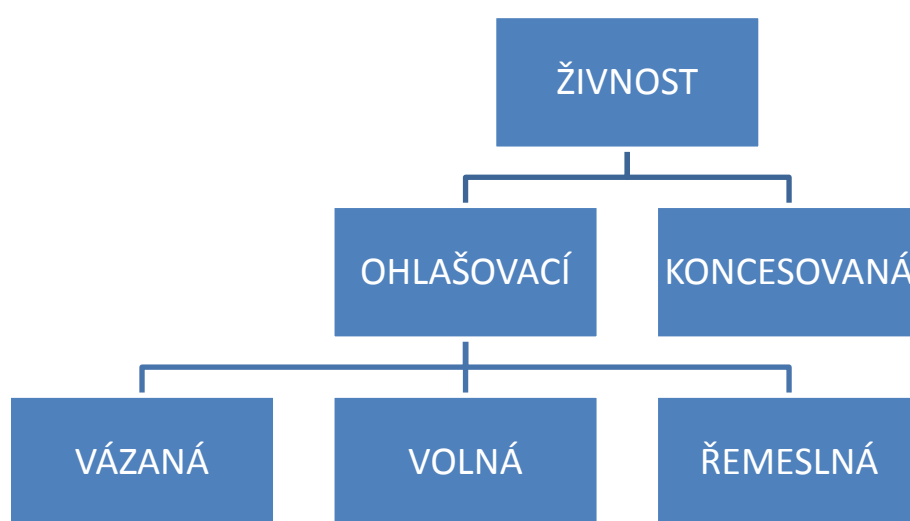 ŽIVNOST
OHLAŠOVACÍ
KONCESOVANÁ
VÁZANÁ
VOLNÁ
ŘEMESLNÁ